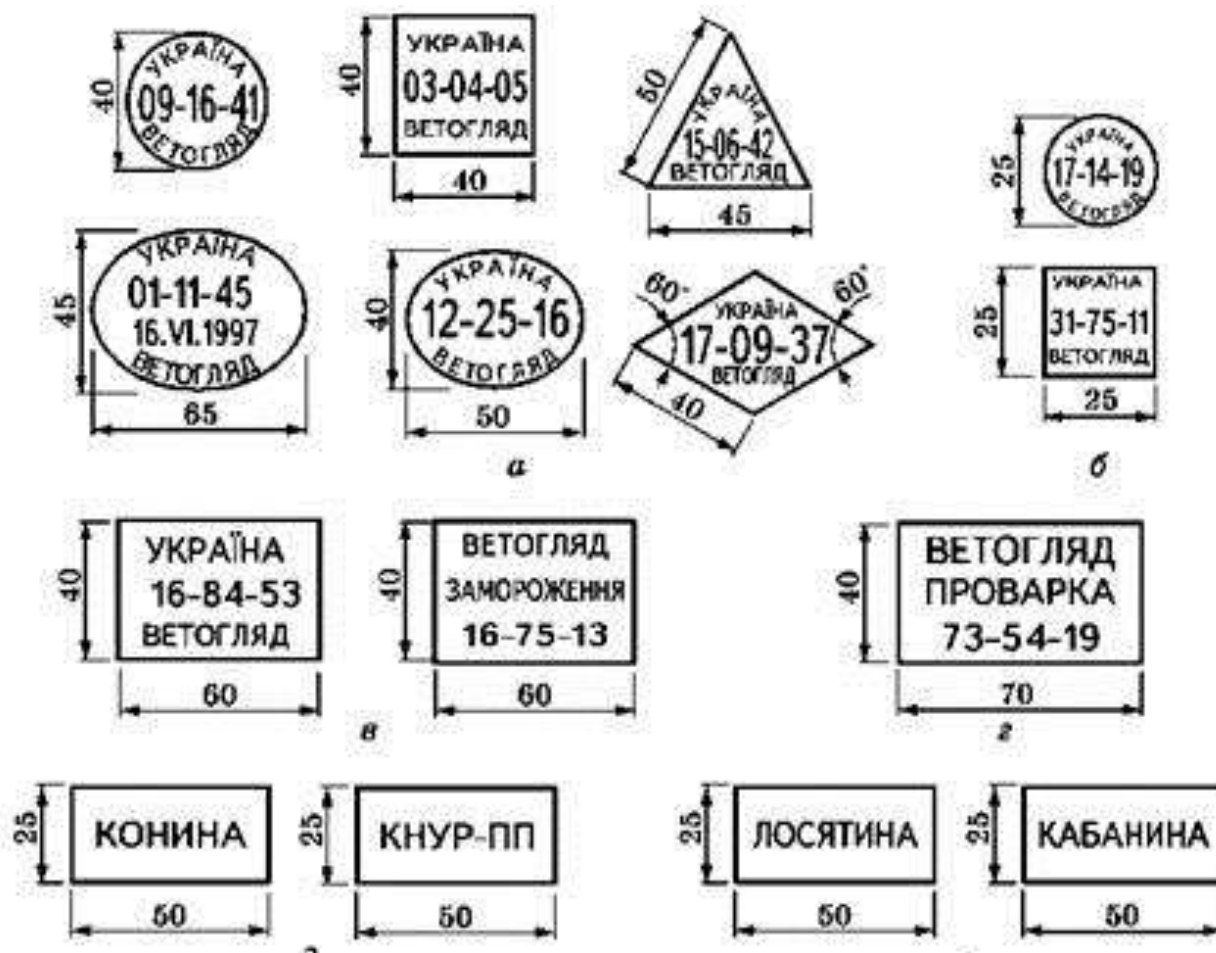 40
УКРАЇНА
09-16-41
ВЕТОГЛЯД
40
УКРАЇНА
03-04-05
ВЕТОГЛЯД
40
50
УКРАЇНА
15-06-42
ВЕТОГЛЯД
45
25
УКРАЇНА
17-14-19
ВЕТОГЛЯД
45
УКРАЇНА
01-11-45
16.VI.1997
ВЕТОГЛЯД
65
40
УКРАЇНА
12-25-16
ВЕТОГЛЯД
50
60° 60°
УКРАЇНА
17-09-37
ВЕТОГЛЯД
40
25
УКРАЇНА
31-75-11
ВЕТОГЛЯД
25
а
б
40
УКРАЇНА
16-84-53
ВЕТОГЛЯД
60
40
ВЕТОГЛЯД
ЗАМОРОЖЕННЯ
16-75-13
60
40
ВЕТОГЛЯД
ПРОВАРКА
73-54-19
70
в
г
25
КОНИНА
50
25
КНУР-ПП
50
25
ЛОСЯТИНА
50
25
КАБАНИНА
50